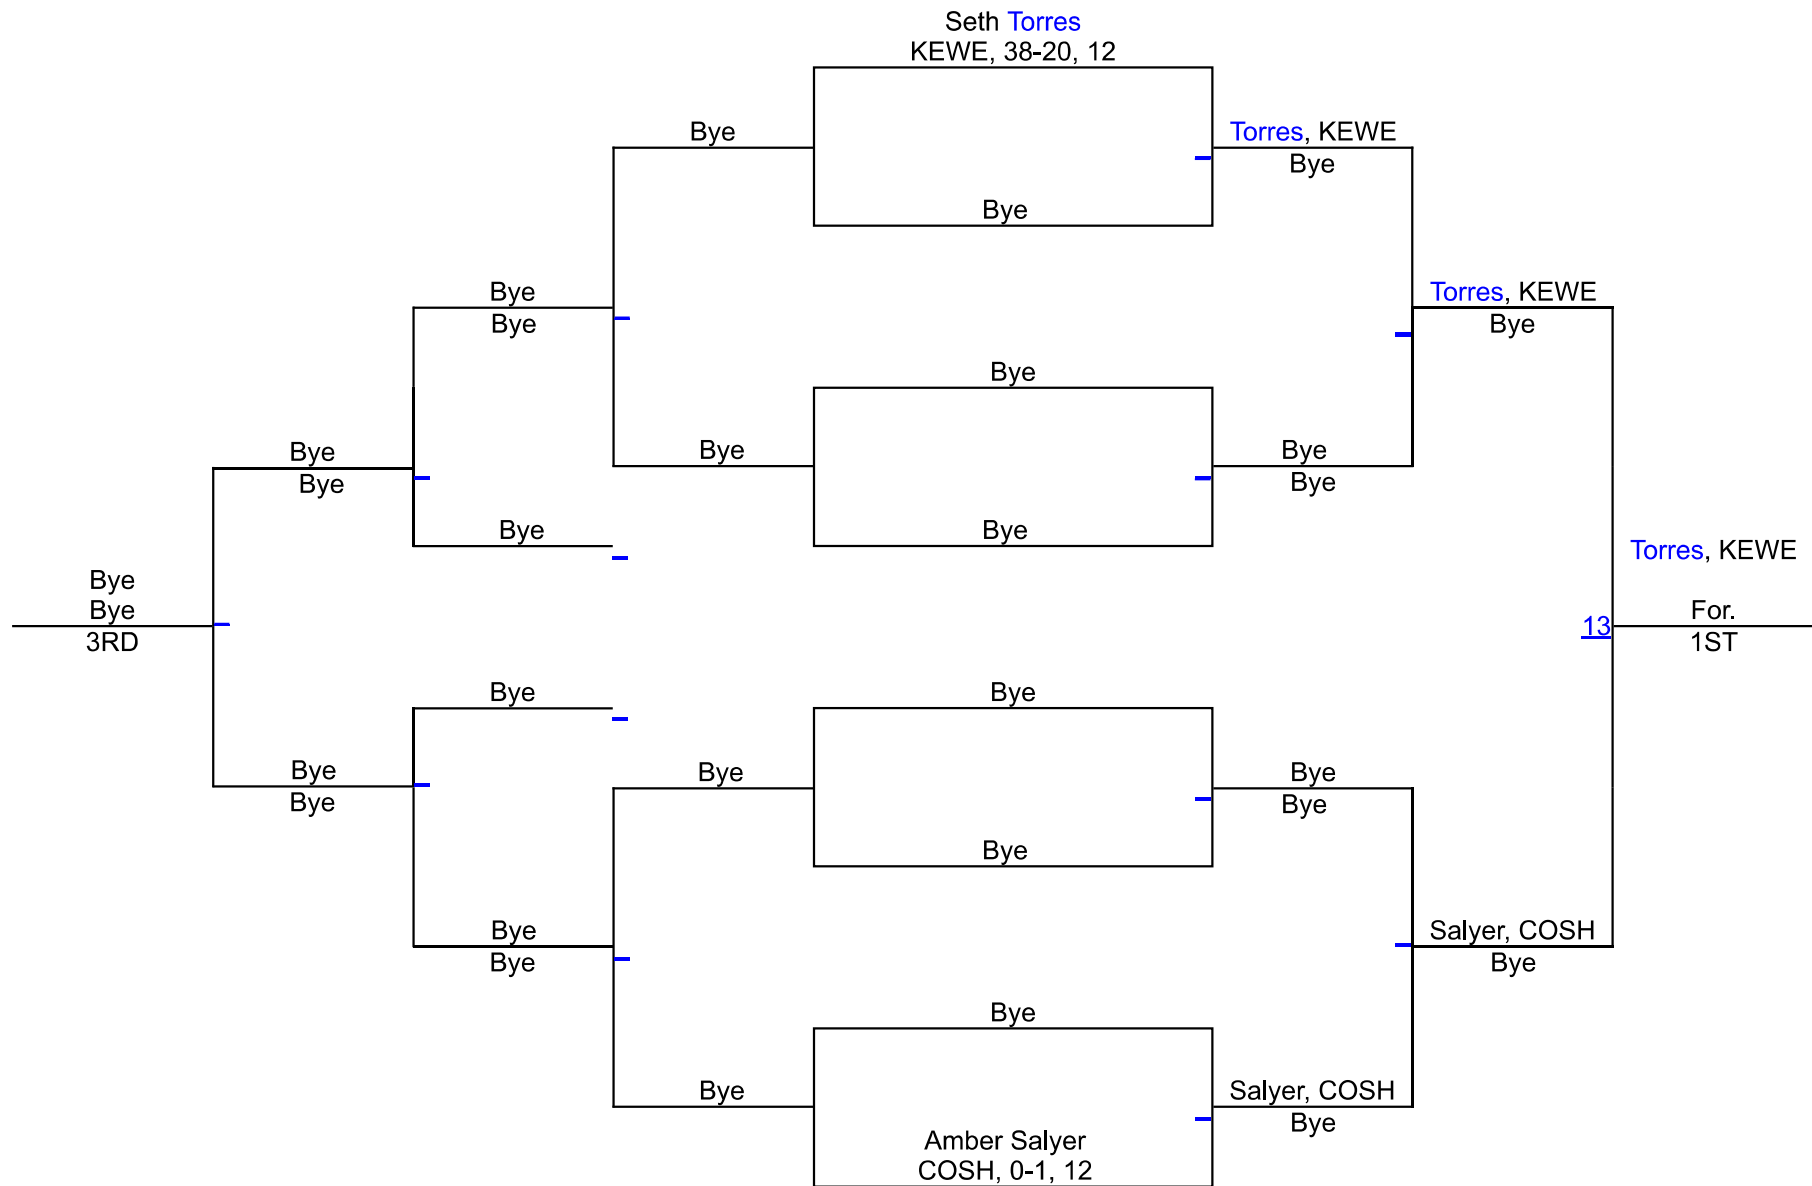 Seth Torres
KEWE, 38-20, 12
Bye
Torres, KEWE
Bye
Bye
Bye
Bye
Torres, KEWE
Bye
Bye
Bye
Bye
Bye
Bye
Bye
Bye
Bye
Torres, KEWE
Bye
Bye
3RD
13
For.
1ST
Bye
Bye
Bye
Bye
Bye
Bye
Bye
Bye
Bye
Bye
Salyer, COSH
Bye
Bye
Bye
Salyer, COSH
Bye
Amber Salyer
COSH, 0-1, 12